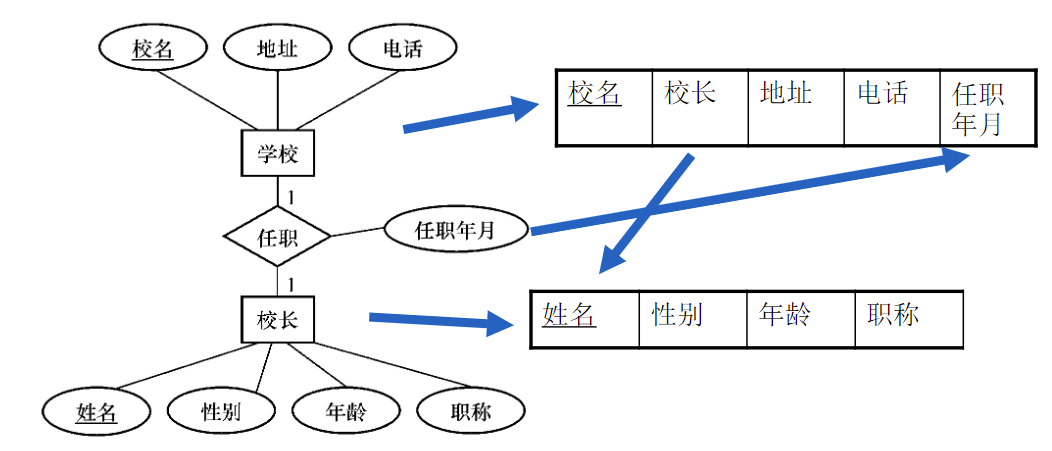 校名 地址 电话
学校
1
任职 任职年月
1
校长
姓名 性别 年龄 职称
校名 校长 地址 电话 任职
年月
姓名 性别 年龄 职称